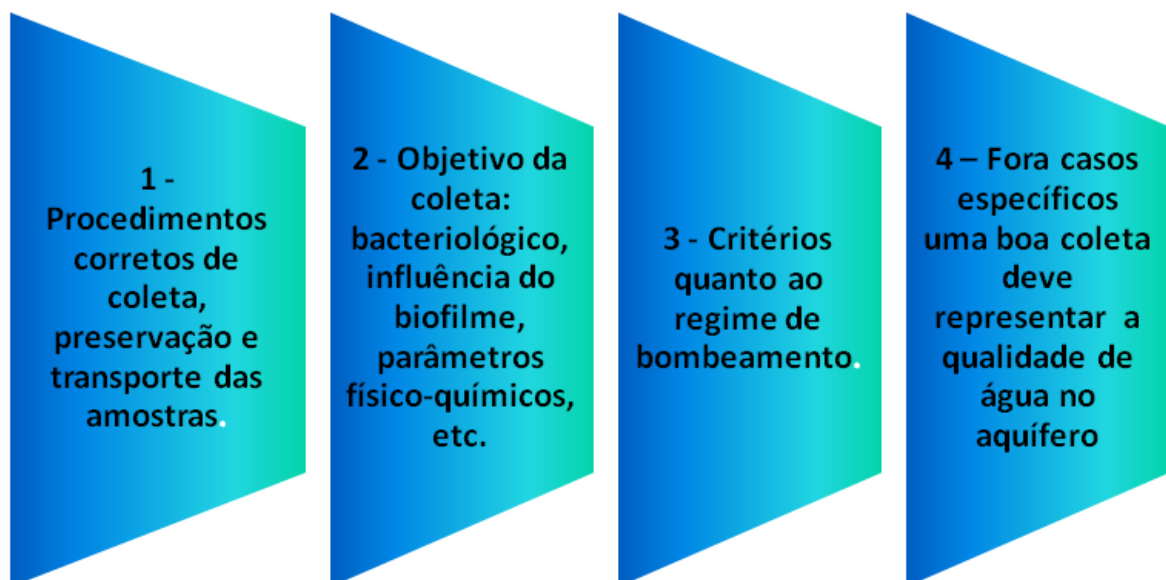 1 -
Procedimentos
corretos de
coleta,
preservação e
transporte das
amostras.
2 - Objetivo da
coleta:
bacteriológico,
influência do
biofilme,
parâmetros
físico-químicos,
etc.
3 - Critérios
quanto ao
regime de
bombeamento.
4 – Fora casos
específicos
uma boa coleta
deve
representar a
qualidade de
água no
aquífero